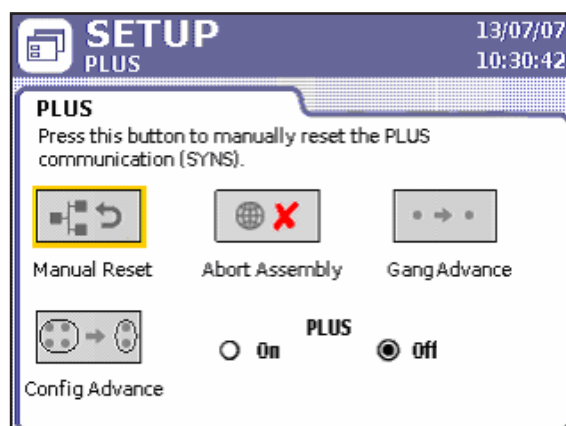 SETUP
PLUS
13/07/07
10:30:42
PLUS
Press this button to manually reset the PLUS
communication (SYNS).
Manual Reset
Abort Assembly
Gang Advance
PLUS
On
Off
Config Advance